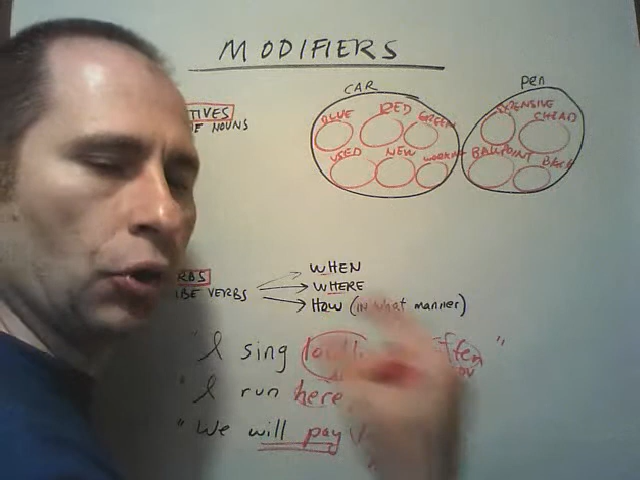 MODIFIERS
CAR
PEN
TIVES
NOUNS
BLUE RED GREEN
EXPENSIVE
CHEAP
USED NEW
BALLPOINT
RBS
IBE VERBS
WHEN
WHERE
HOW (in what manner)
"I sing often"
"I run here
"We will pay